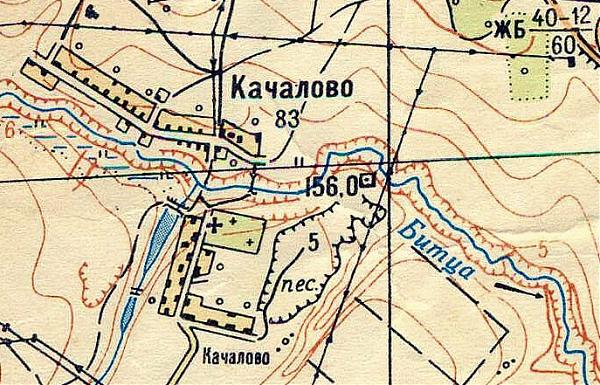 в.
ЖБ 40-12
60
Качалово
83
6
156,0
5
Битца
5
пес.
Качалово